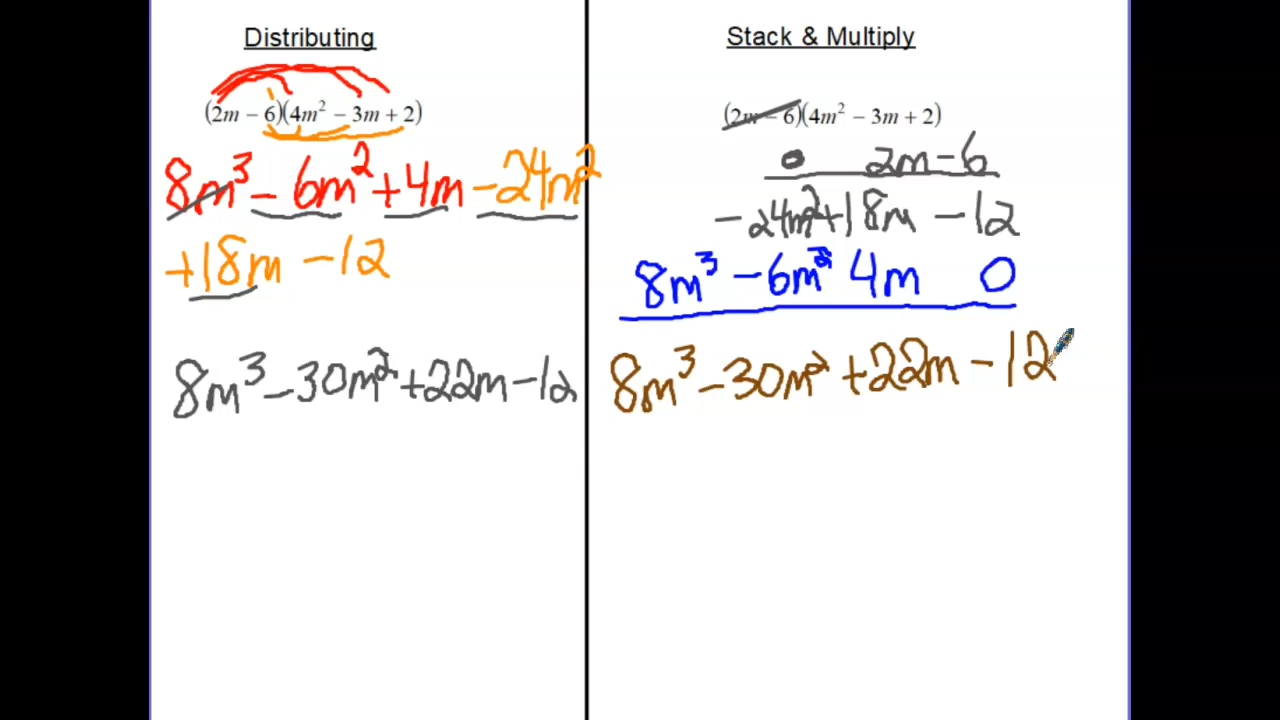 Distributing
(2m − 6)(4m² − 3m + 2)
8m³ − 6m² + 4m − 24m²
+18m − 12
8m³ − 30m² + 22m − 12
Stack & Multiply
(2m − 6)(4m² − 3m + 2)
0 2m − 6
− 24m² + 18m − 12
8m³ − 6m² 4m 0
8m³ − 30m² + 22m − 12